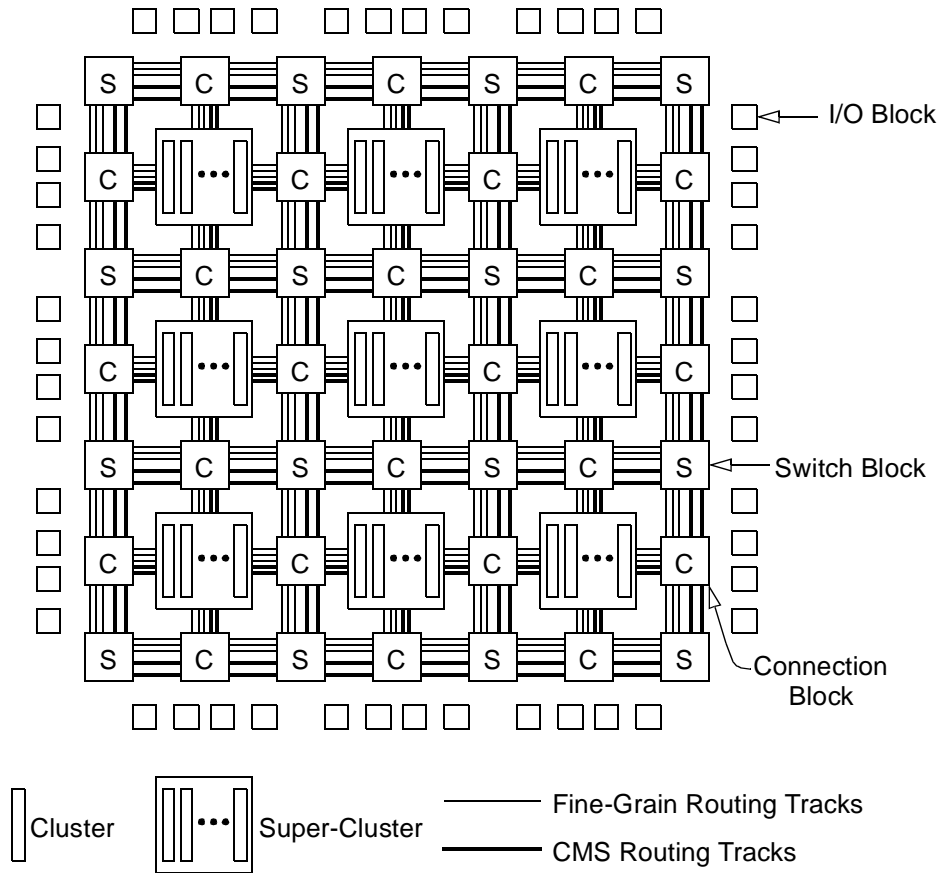 S C S C S C S
I/O Block
C C C C
S C S C S C S
C C C C
S C S C S C S
Switch Block
C C C C
S C S C S C S
Connection
Block
Cluster
Super-Cluster
Fine-Grain Routing Tracks
CMS Routing Tracks